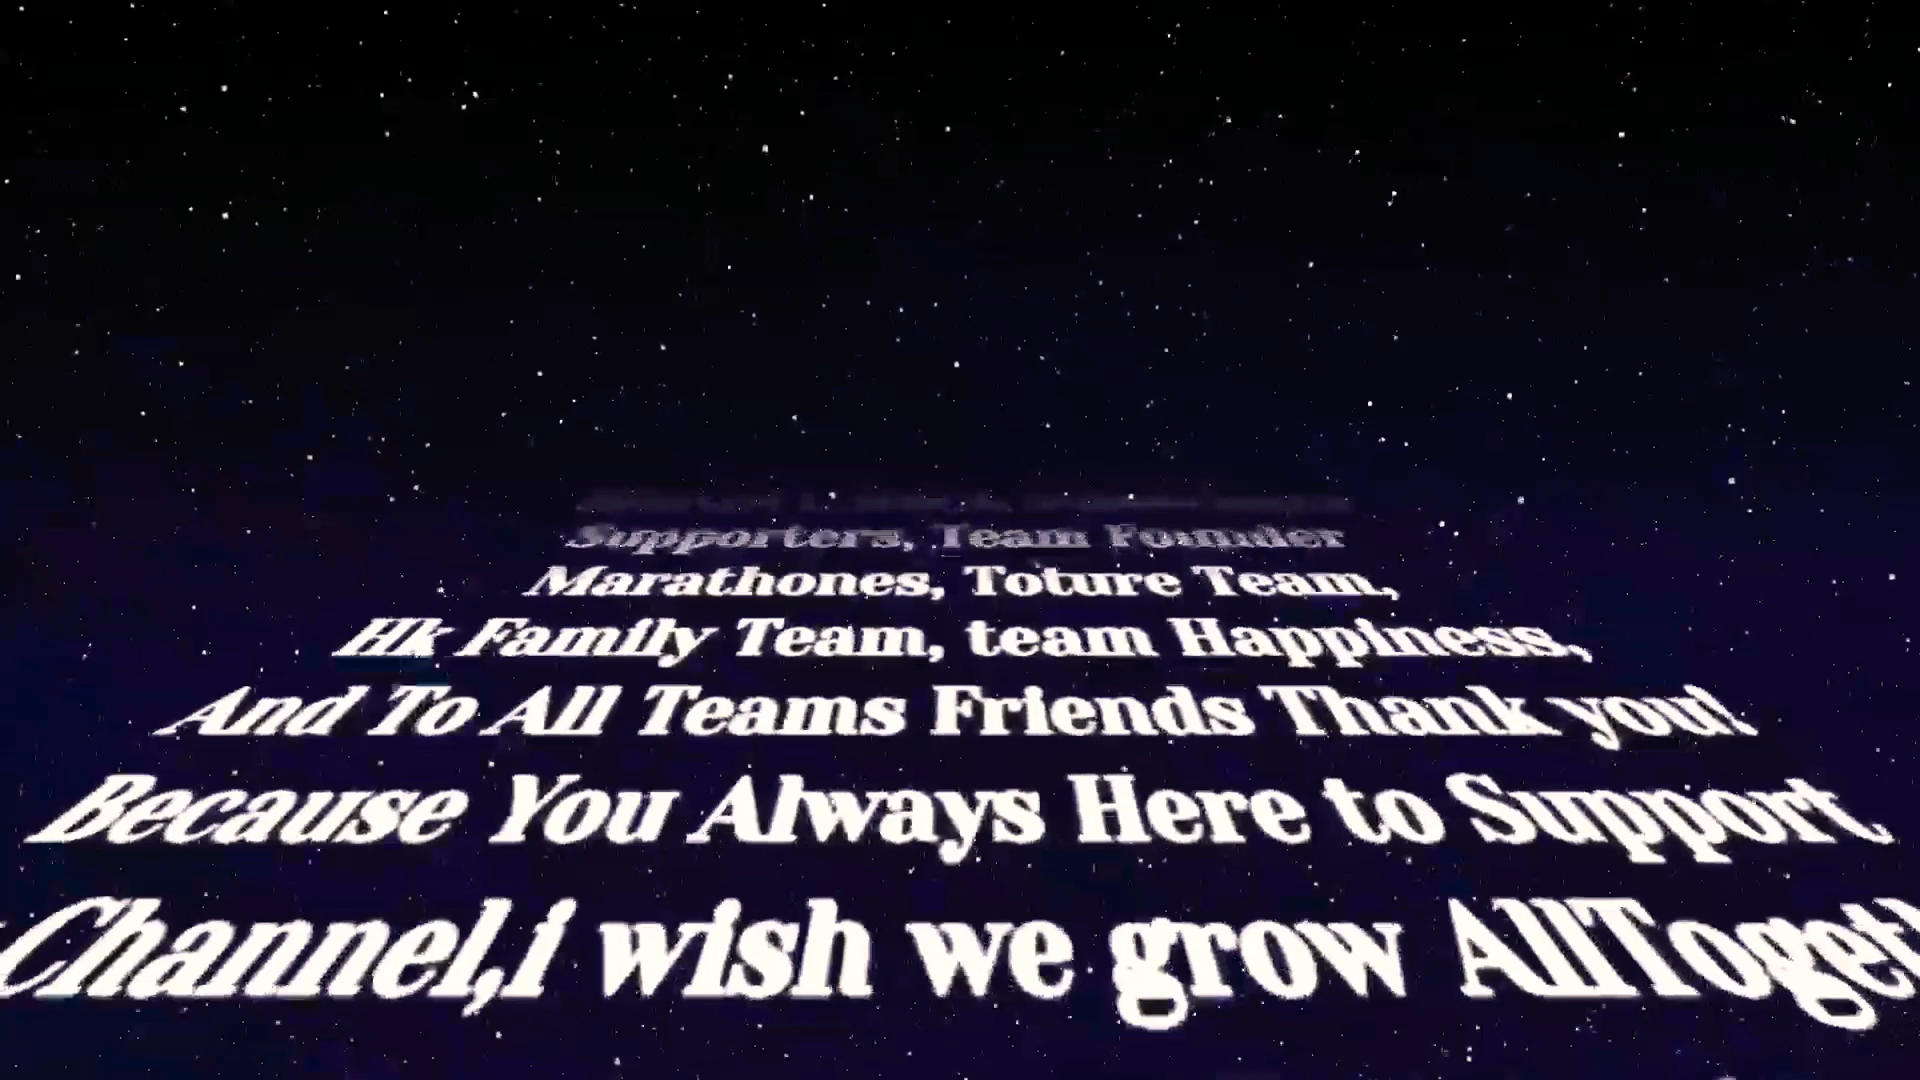 Supporters, Team Founder
Marathones, Toture Team,
Hk Family Team, team Happiness,
And To All Teams Friends Thank you!
Because You Always Here to Support
Channel,i wish we grow AllToget